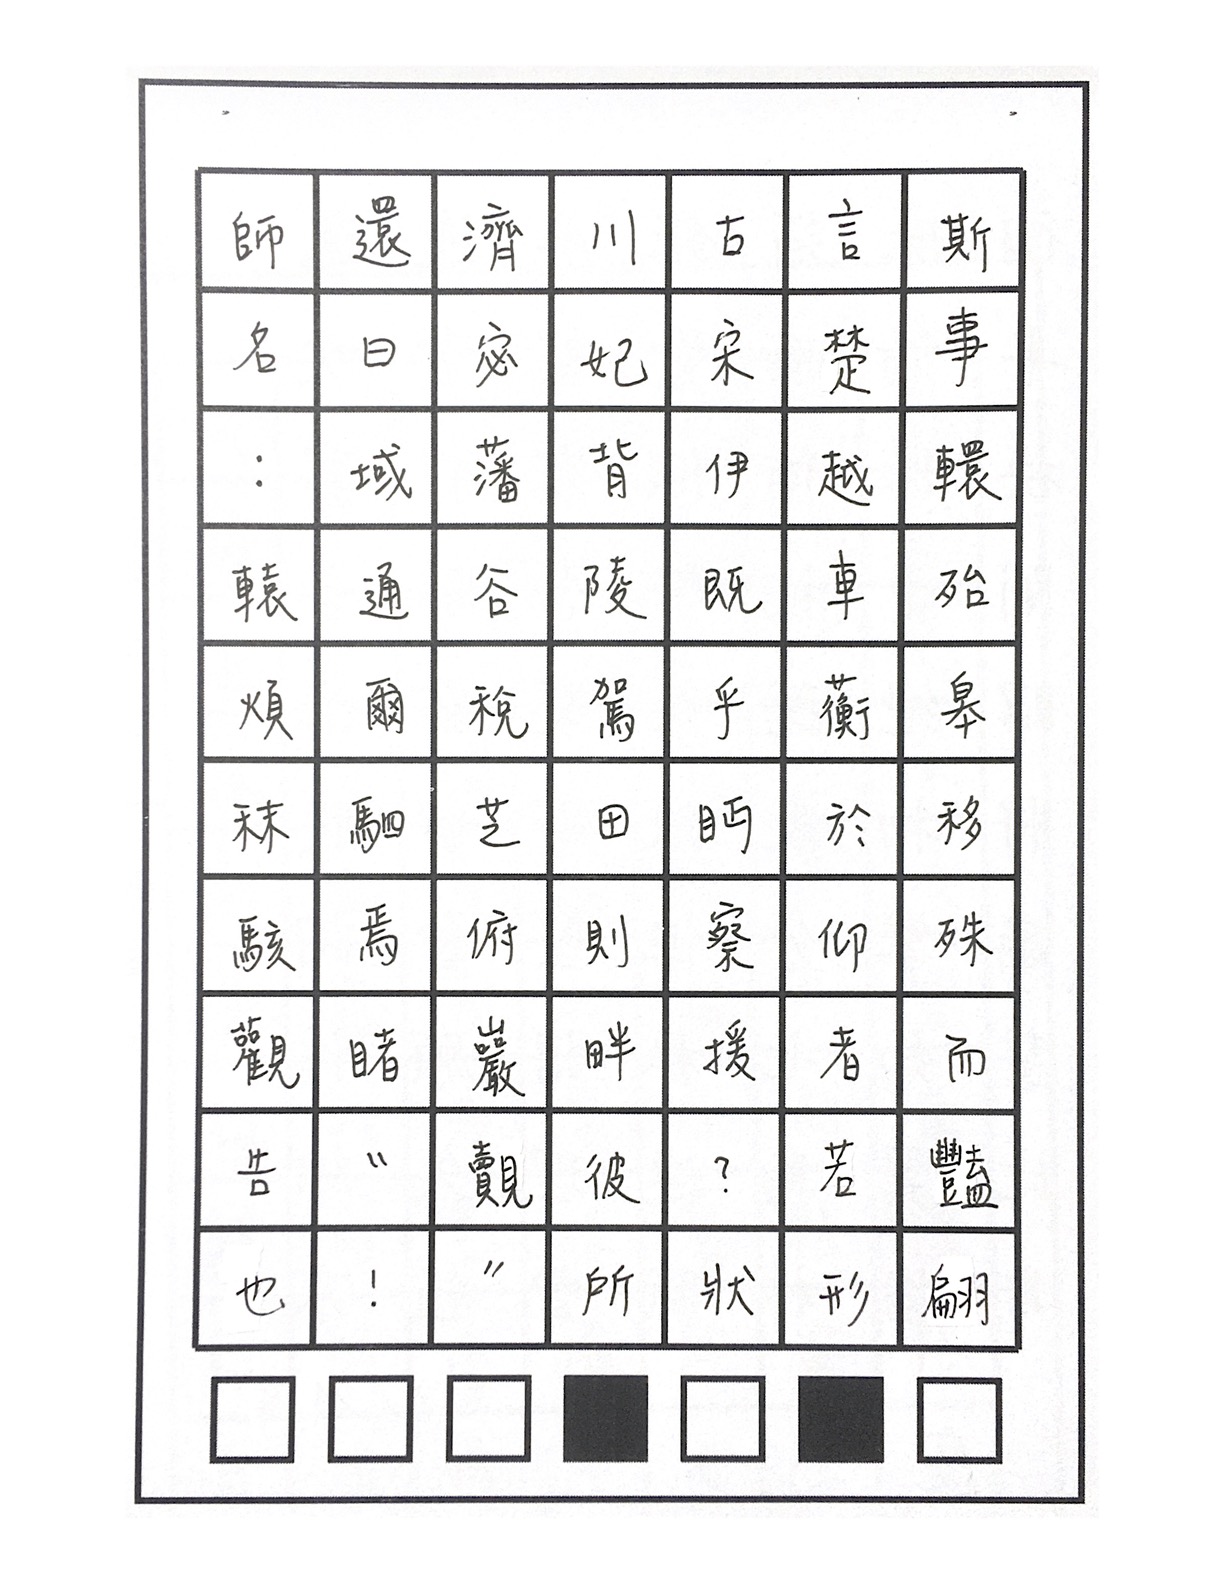 師還濟川古言斯
名曰宓妃宋楚事
：域藩背伊越轘
轅通谷陵既車殆
煩爾稅駕乎蘅皋
秣駟芝田眄於移
駭焉俯則察仰殊
觀睹巖畔援者而
告“覿彼？若豔
也！”所狀形翩